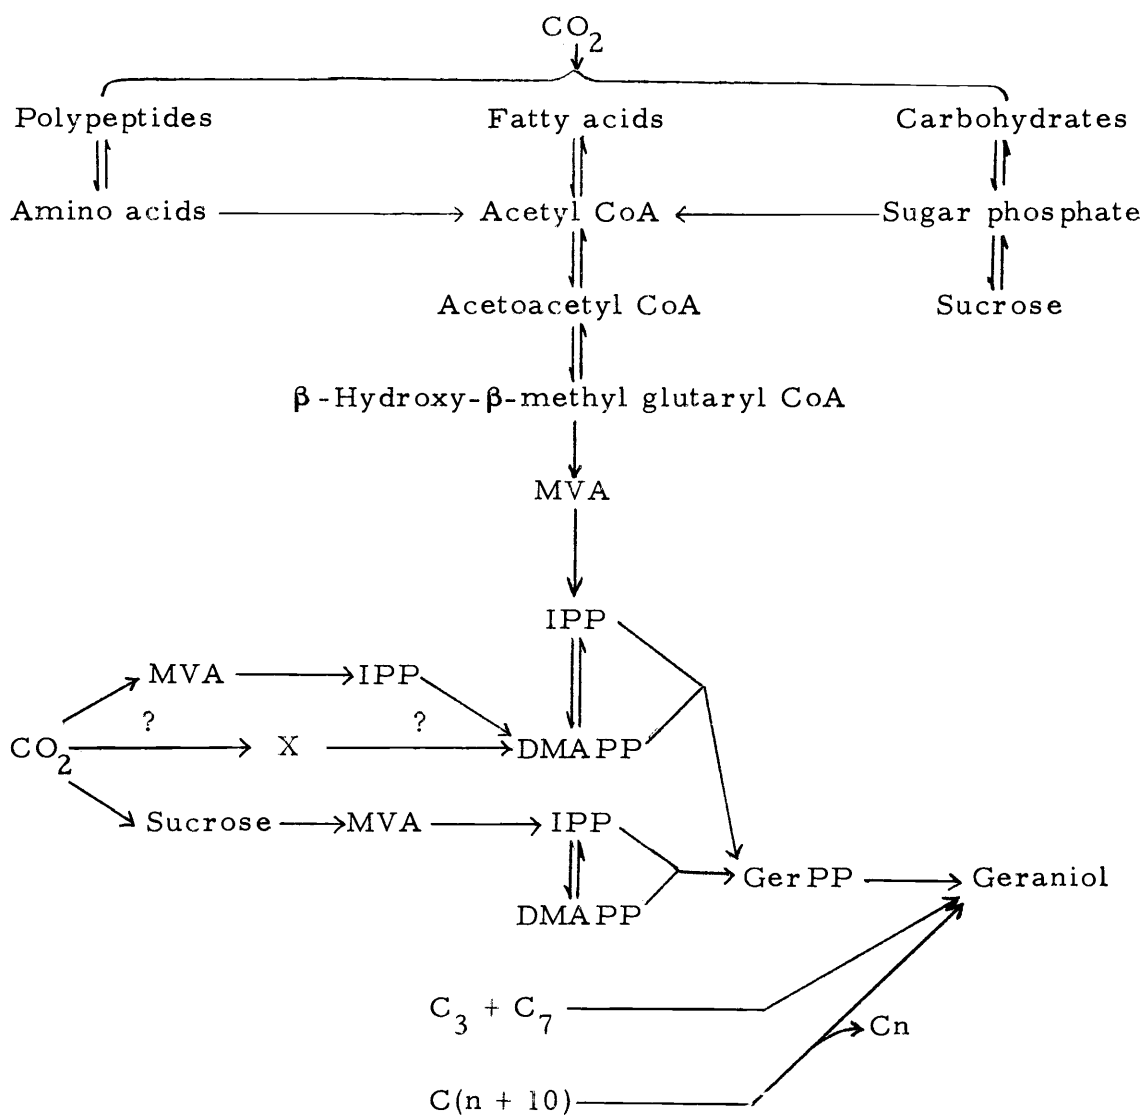 CO2
Polypeptides Fatty acids Carbohydrates
Amino acids Acetyl CoA Sugar phosphate
Acetoacetyl CoA Sucrose
β-Hydroxy-β-methyl glutaryl CoA
MVA
IPP
MVA IPP
? ?
CO2 X DMAPP
Sucrose MVA IPP
GerPP Geraniol
DMAPP
C3 + C7
Cn
C(n + 10)